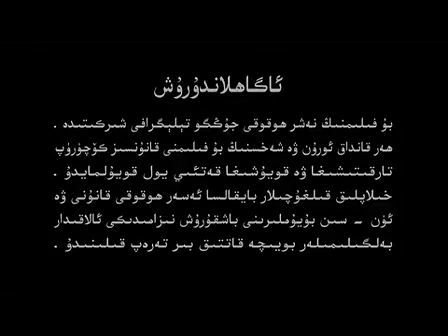 ئاگاھلاندۇرۇش
بۇ فىلىمنىڭ نەشر ھوقۇقى جۇڭگو تېلېگرافى شىركىتىدە .
ھەر قانداق ئورۇن ۋە شەخسنىڭ بۇ فىلىمنى قانۇنسىز كۆچۈرۈپ
تارقىتىشىغا ۋە قويۇشىغا قەتئىي يول قويۇلمايدۇ .
خىلاپلىق قىلغۇچىلار بايقالسا ئەسەر ھوقۇقى قانۇنى ۋە
ئۈن - سىن بۇيۇملىرىنى باشقۇرۇش نىزامىدىكى ئالاقىدار
بەلگىلىمىلەر بويىچە قاتتىق بىر تەرەپ قىلىنىدۇ .